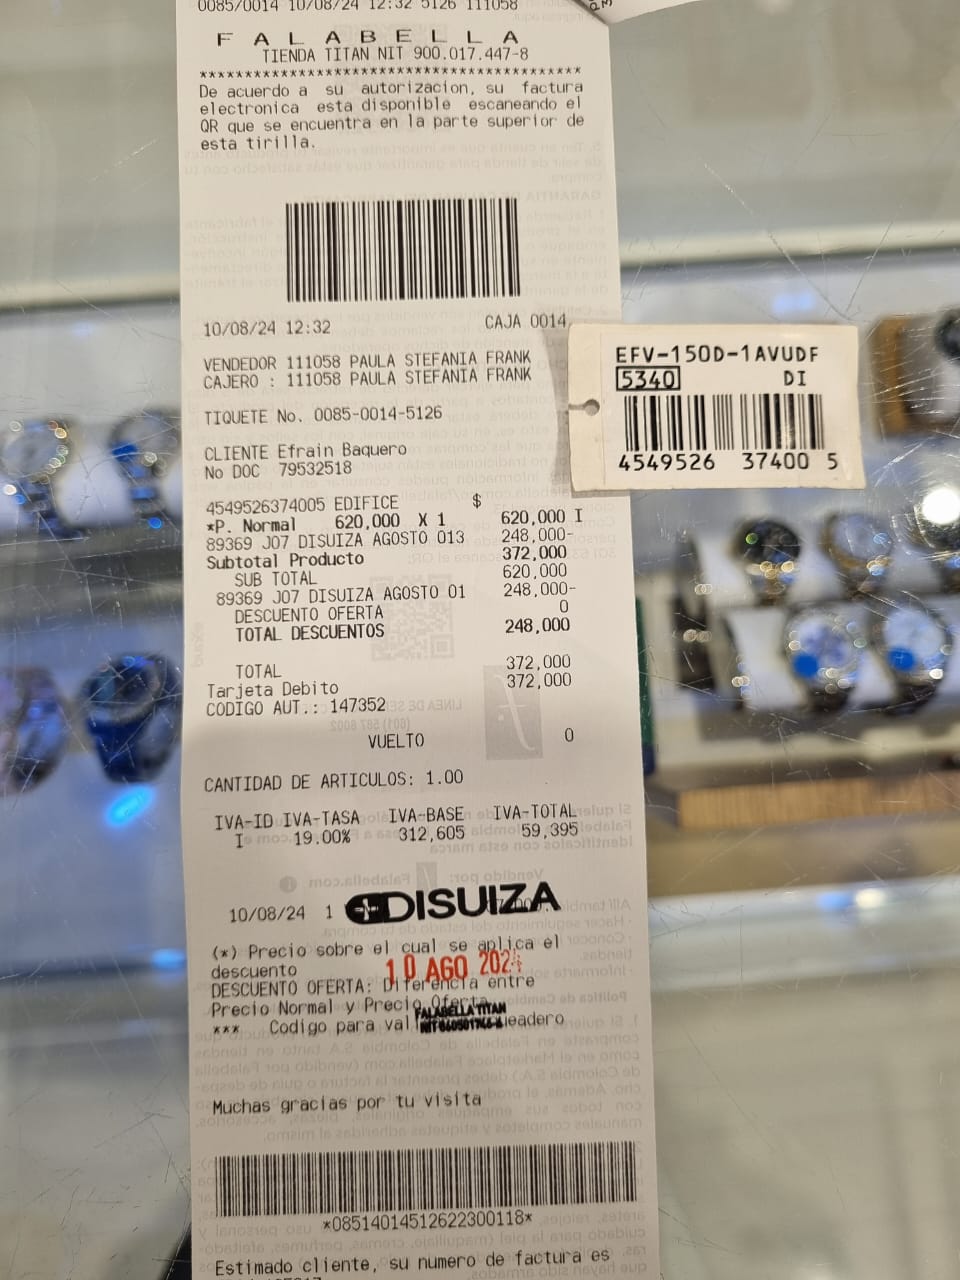 0085/0014 10/08/24 12:32 5126 111058
F A L A B E L L A
TIENDA TITAN NIT 900.017.447-8
*******************************************
De acuerdo a su autorizacion, su factura
electronica esta disponible escaneando el
QR que se encuentra en la parte superior de
esta tirilla.
10/08/24 12:32 CAJA 0014
VENDEDOR 111058 PAULA STEFANIA FRANK
CAJERO : 111058 PAULA STEFANIA FRANK
TIQUETE No. 0085-0014-5126
CLIENTE Efrain Baquero
No DOC 79532518
4549526374005 EDIFICE $
*P. Normal 620,000 X 1 620,000 I
89369 J07 DISUIZA AGOSTO 013 248,000-
Subtotal Producto 372,000
SUB TOTAL 620,000
89369 J07 DISUIZA AGOSTO 01 248,000-
DESCUENTO OFERTA 0
TOTAL DESCUENTOS 248,000
TOTAL 372,000
Tarjeta Debito 372,000
CODIGO AUT.: 147352
VUELTO 0
CANTIDAD DE ARTICULOS: 1.00
IVA-ID IVA-TASA IVA-BASE IVA-TOTAL
I 19.00% 312,605 59,395
10/08/24 1 DISUIZA
(*) Precio sobre el cual se aplica el
descuento
10 AGO 2024
DESCUENTO OFERTA: Diferencia entre
Precio Normal y Precio Oferta
FALABELLA TITAN
*** Codigo para val
Muchas gracias por tu visita
*08514014512622300118*
Estimado cliente, su numero de factura es
EFV-150D-1AVUDF
5340 DI
4549526 37400 5